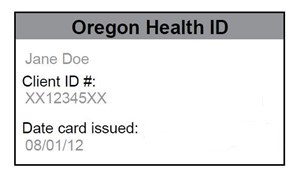 Oregon Health ID
Jane Doe
Client ID #:
XX12345XX
Date card issued:
08/01/12